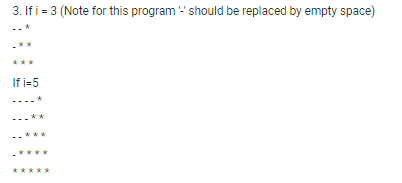 3. If i = 3 (Note for this program '-' should be replaced by empty space)
- - *
- * *
* * *
If i=5
- - - - *
- - - * *
- - * * *
- * * * *
* * * * *